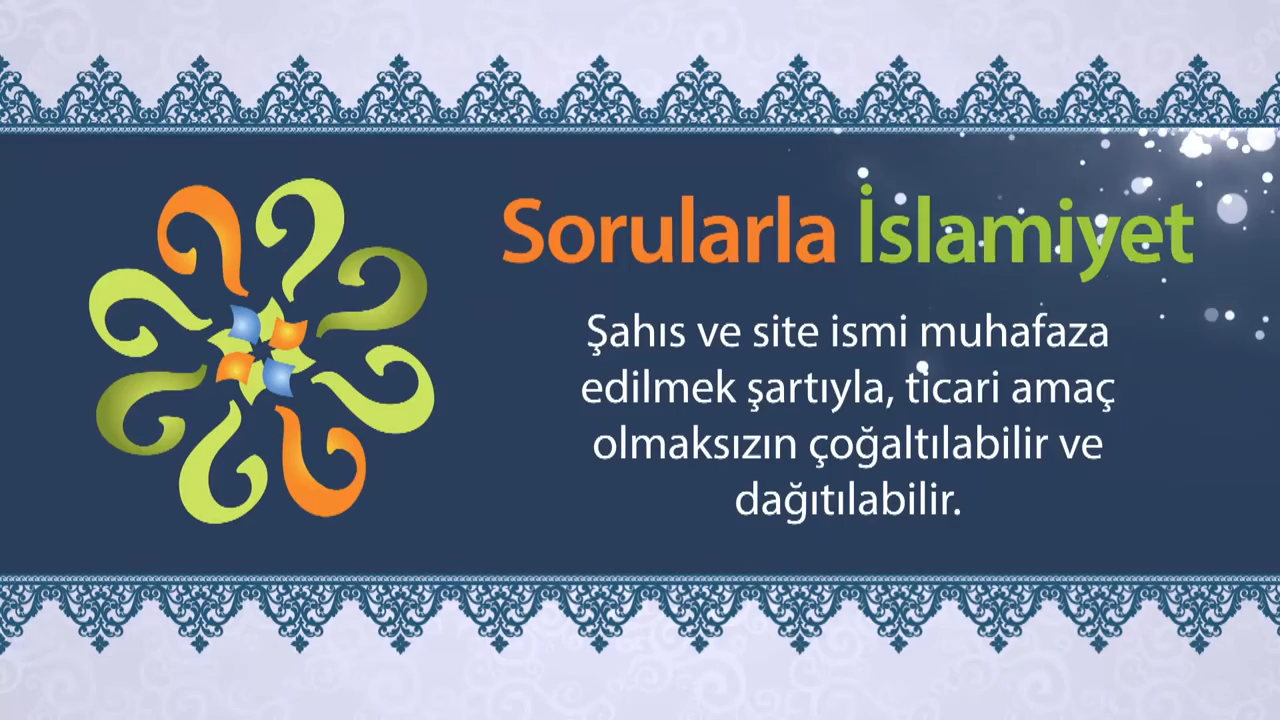 Sorularla İslamiyet
Şahıs ve site ismi muhafaza
edilmek şartıyla, ticari amaç
olmaksızın çoğaltılabilir ve
dağıtılabilir.